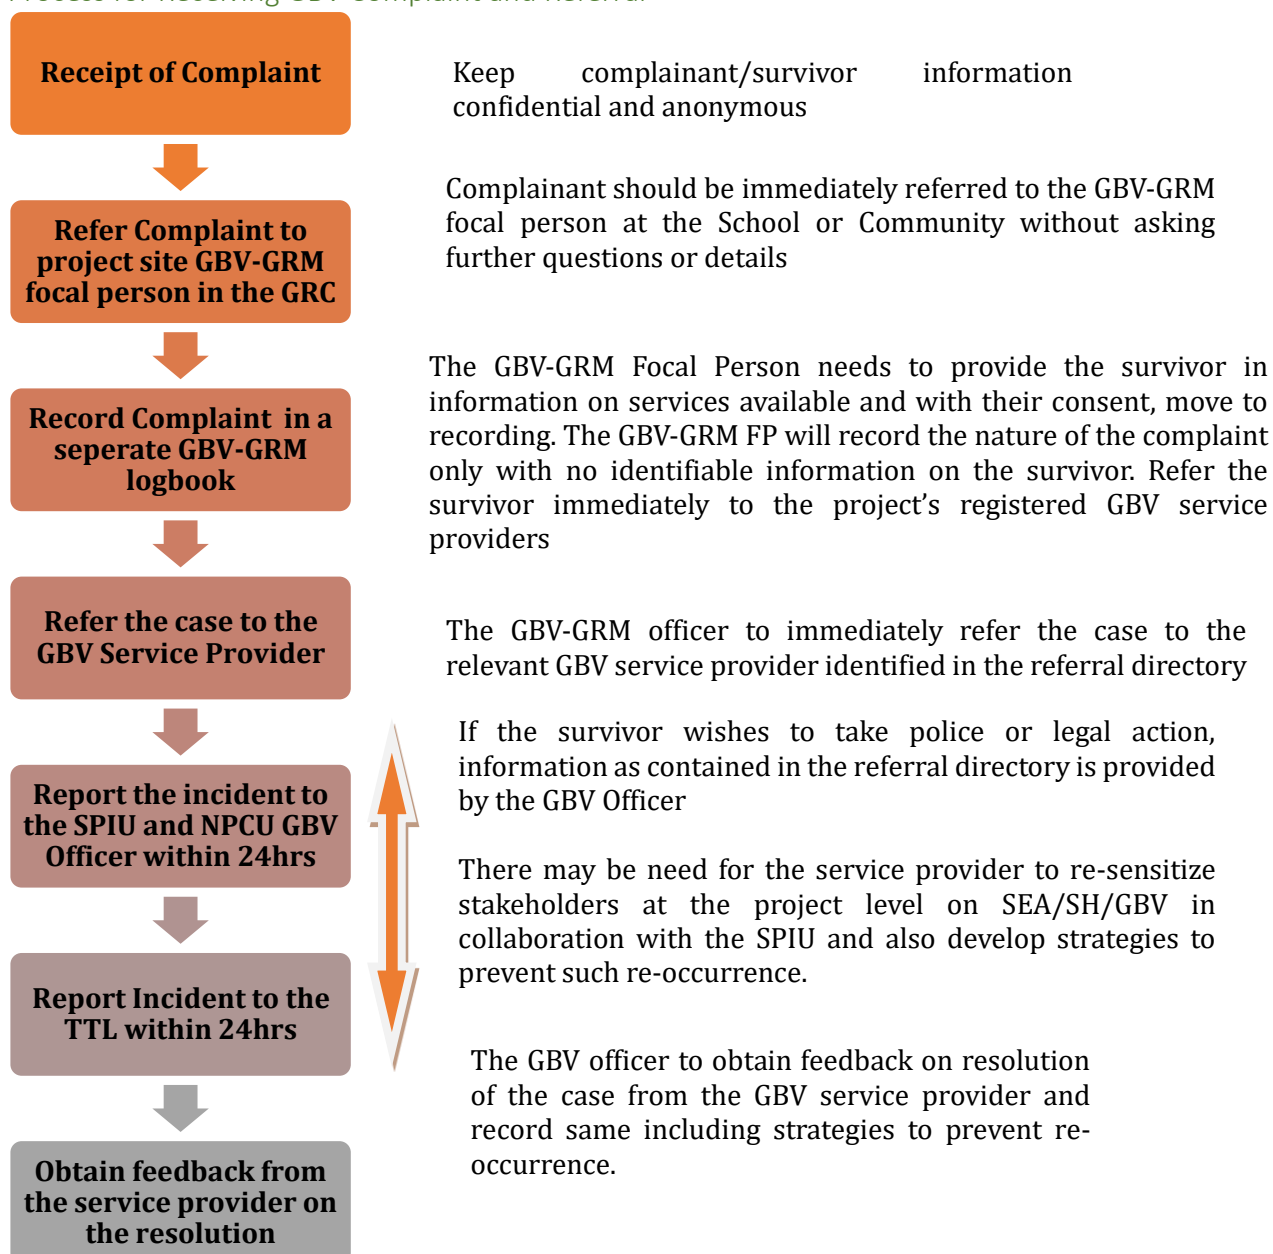 Process for Receiving GBV Complaint and Referral
Receipt of Complaint
Keep complainant/survivor information
confidential and anonymous
Refer Complaint to
project site GBV-GRM
focal person in the GRC
Complainant should be immediately referred to the GBV-GRM
focal person at the School or Community without asking
further questions or details
Record Complaint in a
seperate GBV-GRM
logbook
The GBV-GRM Focal Person needs to provide the survivor in
information on services available and with their consent, move to
recording. The GBV-GRM FP will record the nature of the complaint
only with no identifiable information on the survivor. Refer the
survivor immediately to the project’s registered GBV service
providers
Refer the case to the
GBV Service Provider
The GBV-GRM officer to immediately refer the case to the
relevant GBV service provider identified in the referral directory
If the survivor wishes to take police or legal action,
information as contained in the referral directory is provided
by the GBV Officer
Report the incident to
the SPIU and NPCU GBV
Officer within 24hrs
There may be need for the service provider to re-sensitize
stakeholders at the project level on SEA/SH/GBV in
collaboration with the SPIU and also develop strategies to
prevent such re-occurrence.
Report Incident to the
TTL within 24hrs
The GBV officer to obtain feedback on resolution
of the case from the GBV service provider and
record same including strategies to prevent re-
occurrence.
Obtain feedback from
the service provider on
the resolution